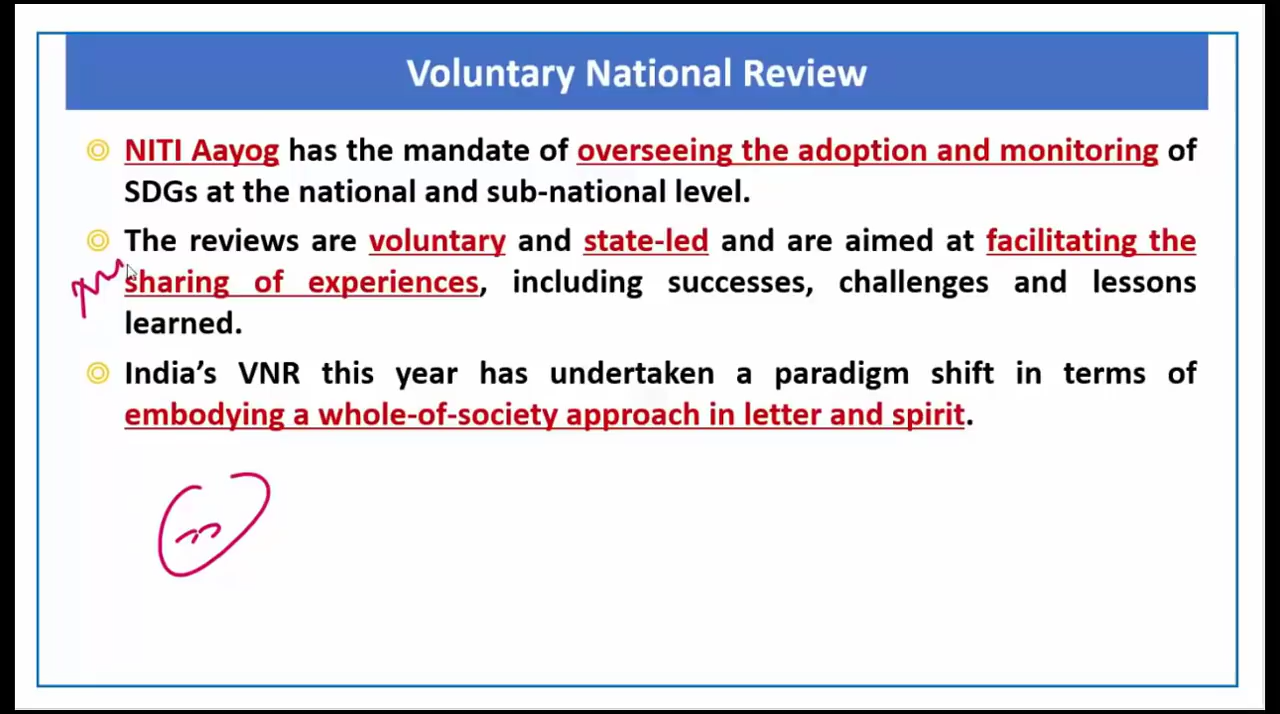 Voluntary National Review
NITI Aayog has the mandate of overseeing the adoption and monitoring of
SDGs at the national and sub-national level.
The reviews are voluntary and state-led and are aimed at facilitating the
sharing of experiences, including successes, challenges and lessons
learned.
India’s VNR this year has undertaken a paradigm shift in terms of
embodying a whole-of-society approach in letter and spirit.